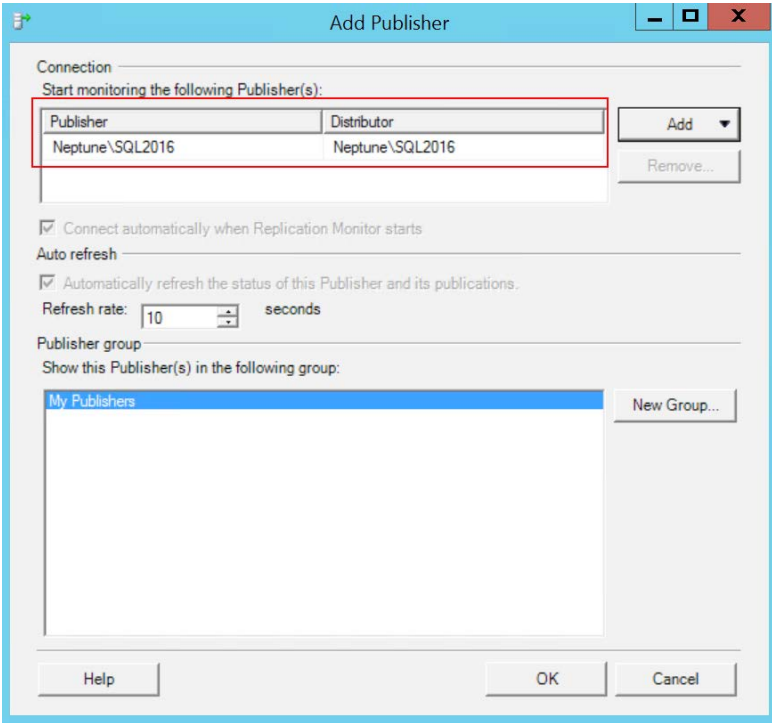 Add Publisher
Connection
Start monitoring the following Publisher(s):
Publisher Distributor
Neptune\SQL2016 Neptune\SQL2016
Add
Remove...
Connect automatically when Replication Monitor starts
Auto refresh
Automatically refresh the status of this Publisher and its publications.
Refresh rate: 10 seconds
Publisher group
Show this Publisher(s) in the following group:
My Publishers
New Group...
Help OK Cancel